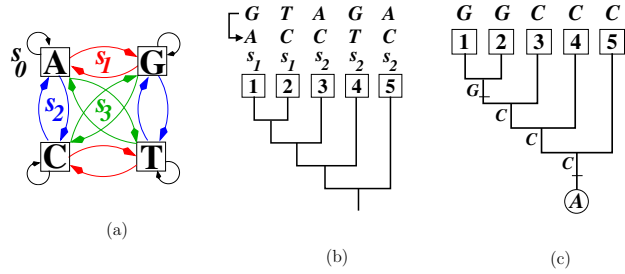 s0 A s1 G
s2 s3
C T
(a)
G T A G A
A C C T C
s1 s1 s2 s2 s2
1 2 3 4 5
(b)
G G C C C
1 2 3 4 5
G
C
C
C
A
(c)